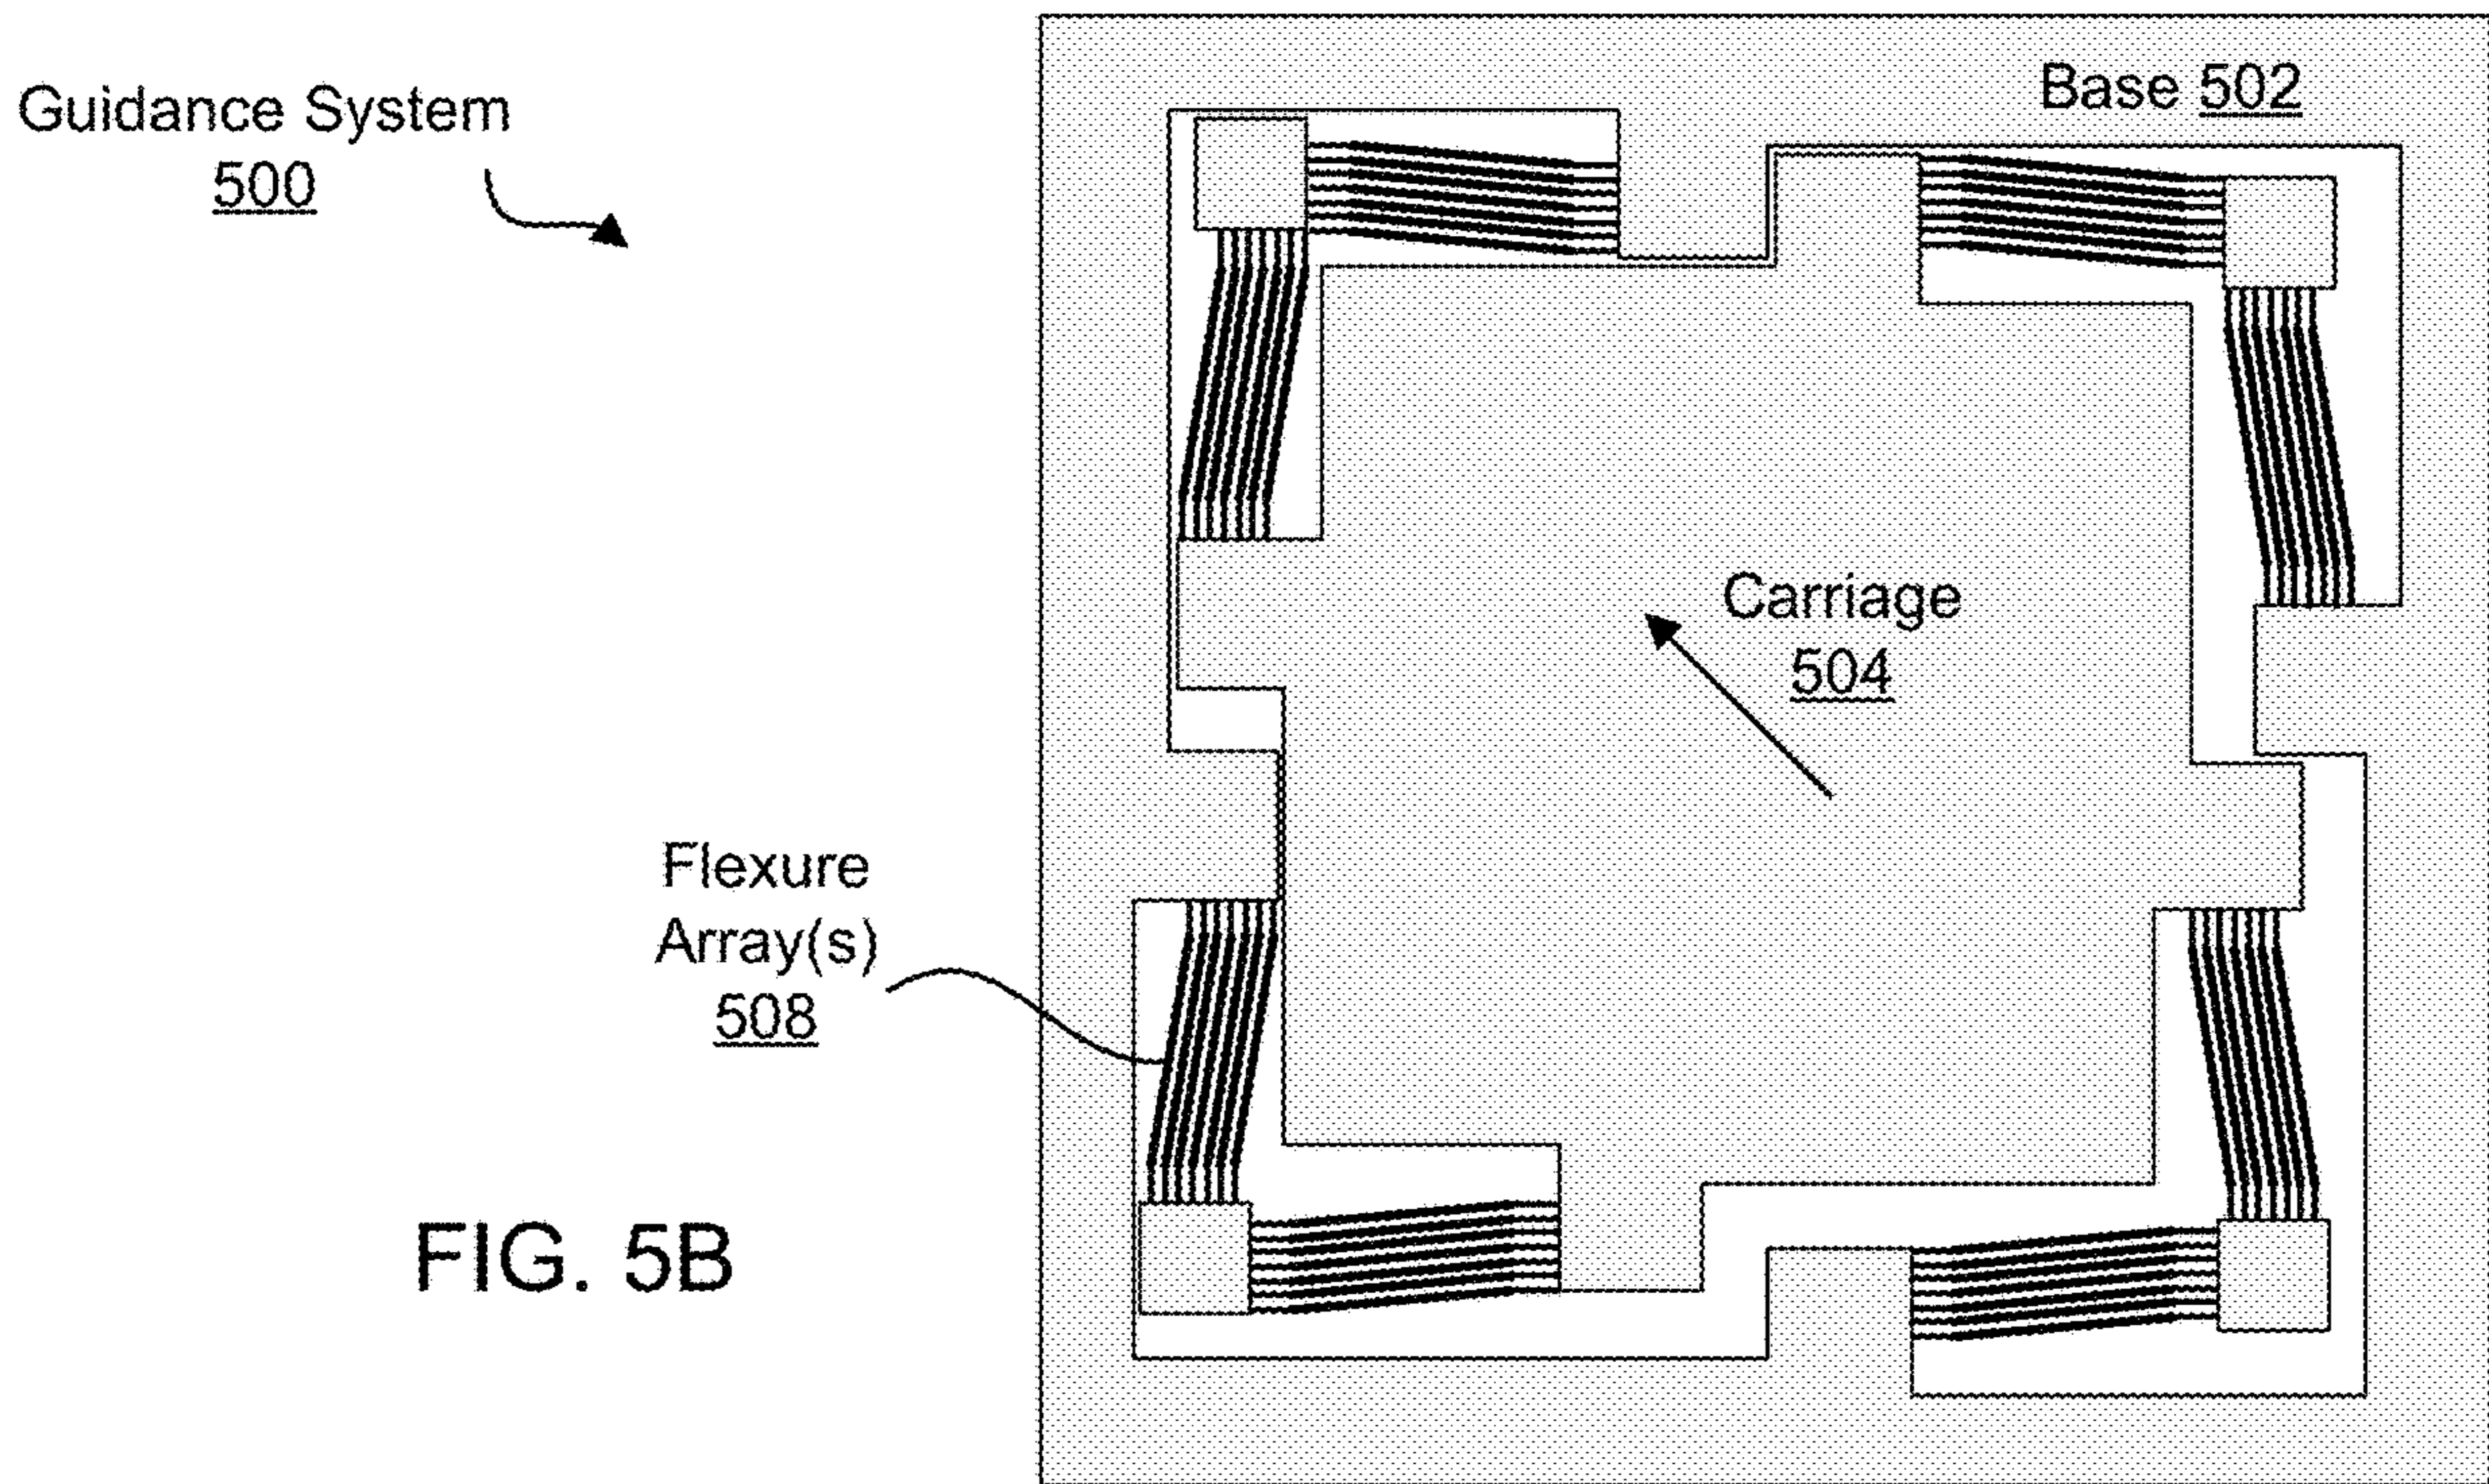 Guidance System
500
Base 502
Carriage
504
Flexure
Array(s)
508
FIG. 5B